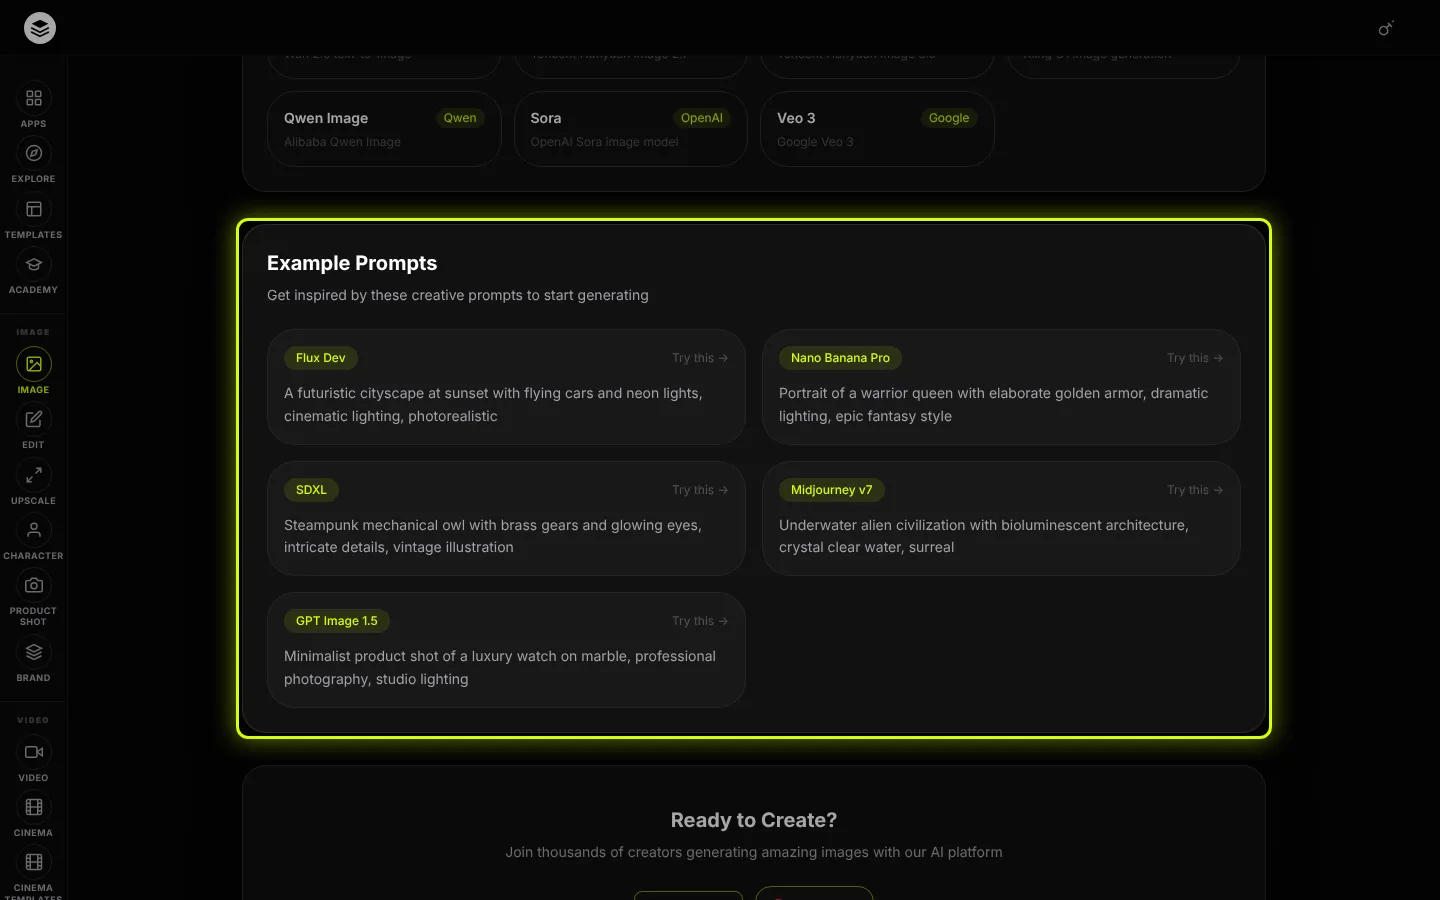 APPS
EXPLORE
TEMPLATES
ACADEMY
IMAGE
IMAGE
EDIT
UPSCALE
CHARACTER
PRODUCT
SHOT
BRAND
VIDEO
VIDEO
CINEMA
CINEMA
TEMPLATES
Qwen Image
Qwen
Alibaba Qwen Image
Sora
OpenAI
OpenAI Sora image model
Veo 3
Google
Google Veo 3
Example Prompts
Get inspired by these creative prompts to start generating
Flux Dev
Try this →
A futuristic cityscape at sunset with flying cars and neon lights,
cinematic lighting, photorealistic
Nano Banana Pro
Try this →
Portrait of a warrior queen with elaborate golden armor, dramatic
lighting, epic fantasy style
SDXL
Try this →
Steampunk mechanical owl with brass gears and glowing eyes,
intricate details, vintage illustration
Midjourney v7
Try this →
Underwater alien civilization with bioluminescent architecture,
crystal clear water, surreal
GPT Image 1.5
Try this →
Minimalist product shot of a luxury watch on marble, professional
photography, studio lighting
Ready to Create?
Join thousands of creators generating amazing images with our AI platform